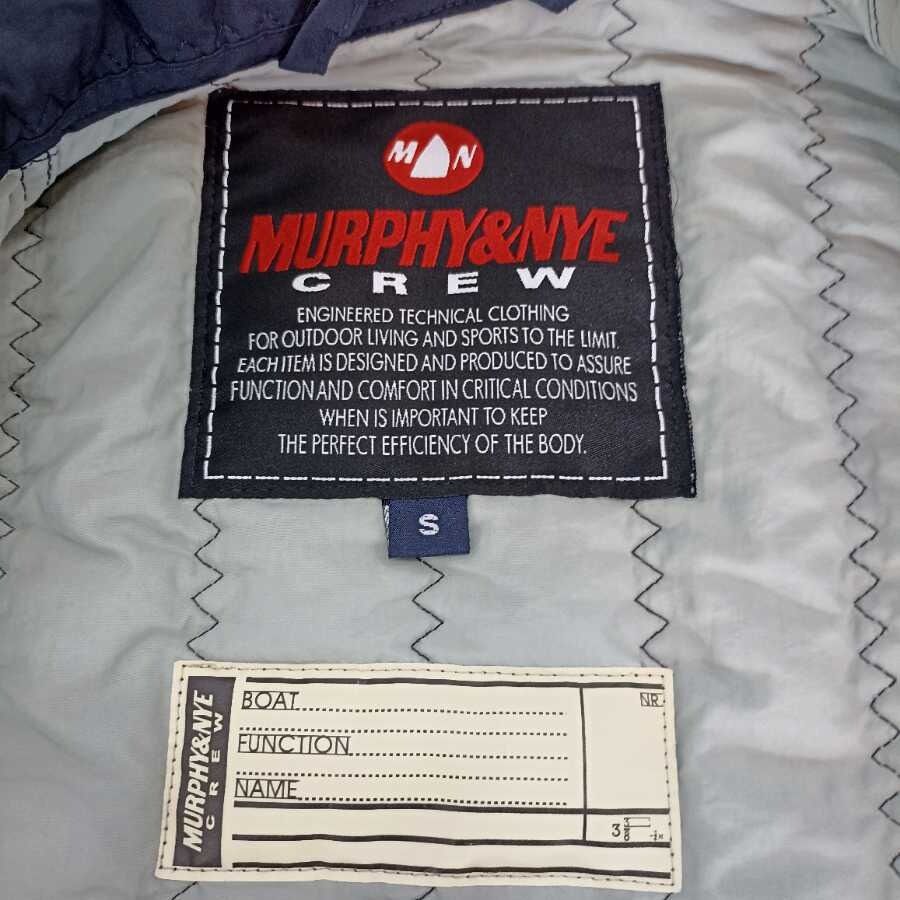 M N
MURPHY&NYE
CREW
ENGINEERED TECHNICAL CLOTHING
FOR OUTDOOR LIVING AND SPORTS TO THE LIMIT.
EACH ITEM IS DESIGNED AND PRODUCED TO ASSURE
FUNCTION AND COMFORT IN CRITICAL CONDITIONS
WHEN IS IMPORTANT TO KEEP
THE PERFECT EFFICIENCY OF THE BODY.
S
MURPHY&NYE
CREW
BOAT
NR.
FUNCTION
NAME